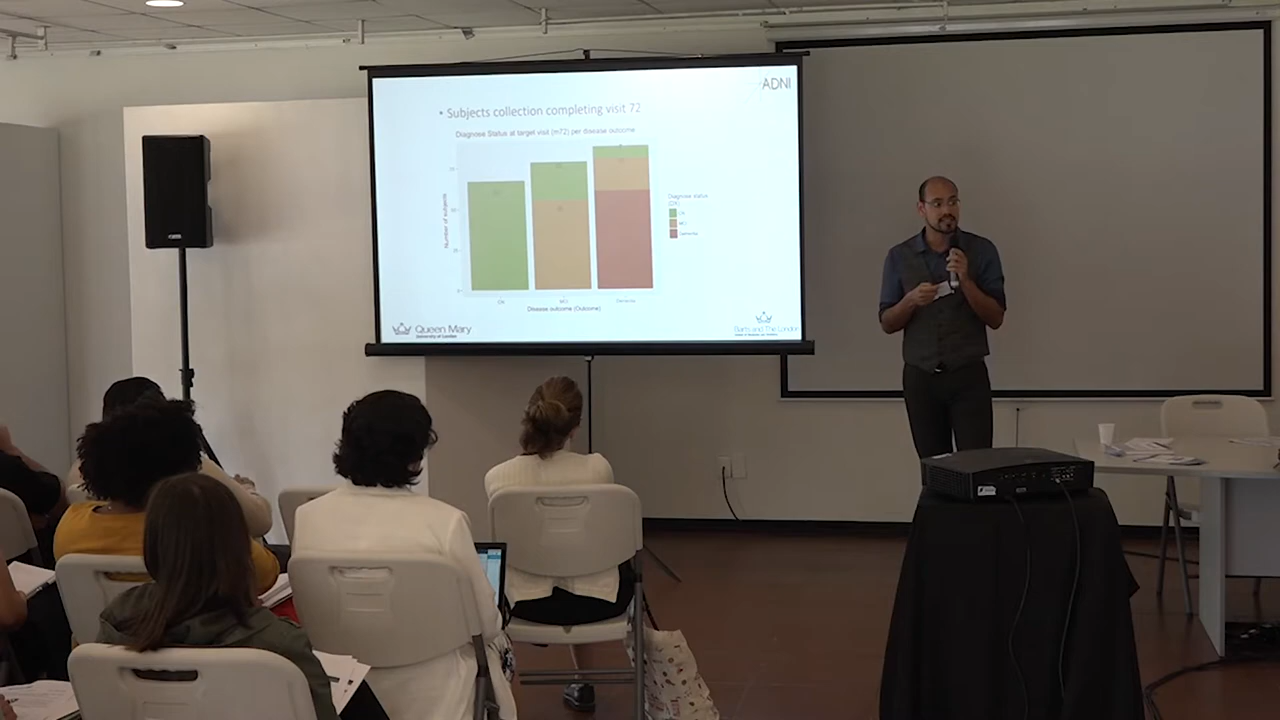 ADNI
• Subjects collection completing visit 72
Diagnose Status at target visit (m72) per disease outcome
Number of subjects
Diagnose status
(DX)
CN
MCI
Dementia
CN
MCI
Dementia
Disease outcome (Outcome)
Queen Mary
University of London
Barts and The London